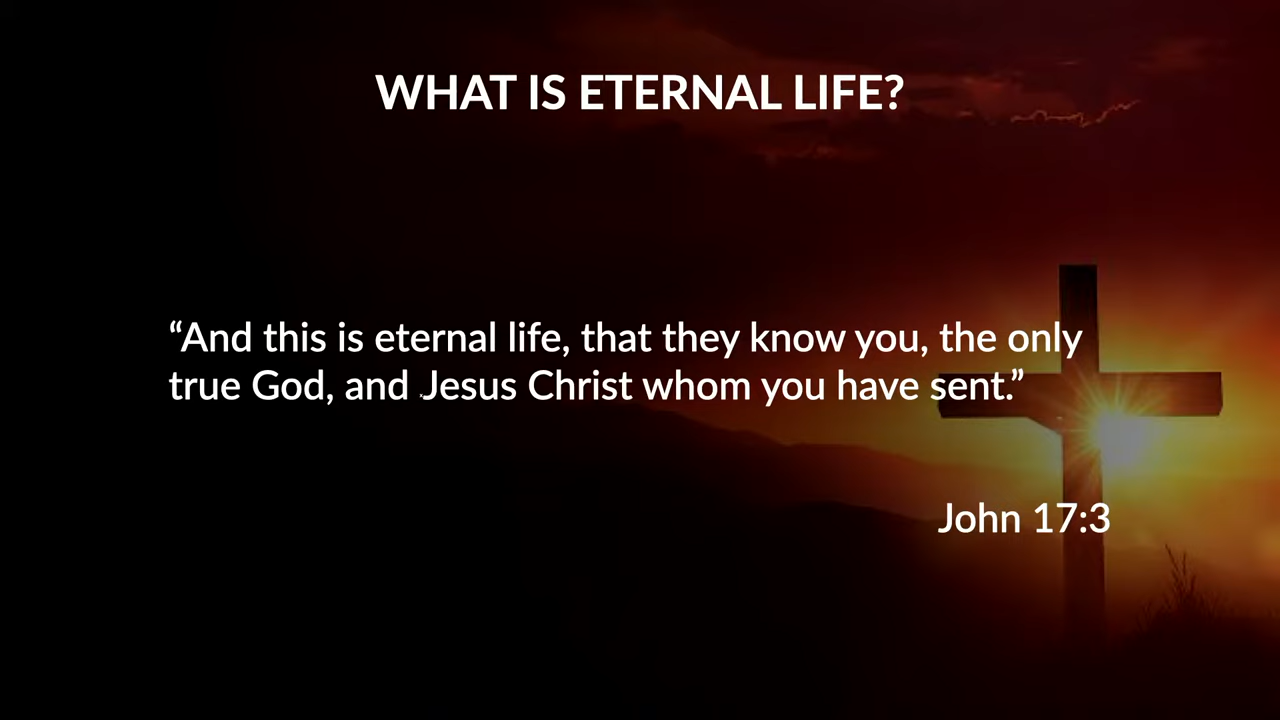 WHAT IS ETERNAL LIFE?
“And this is eternal life, that they know you, the only
true God, and Jesus Christ whom you have sent.”
John 17:3